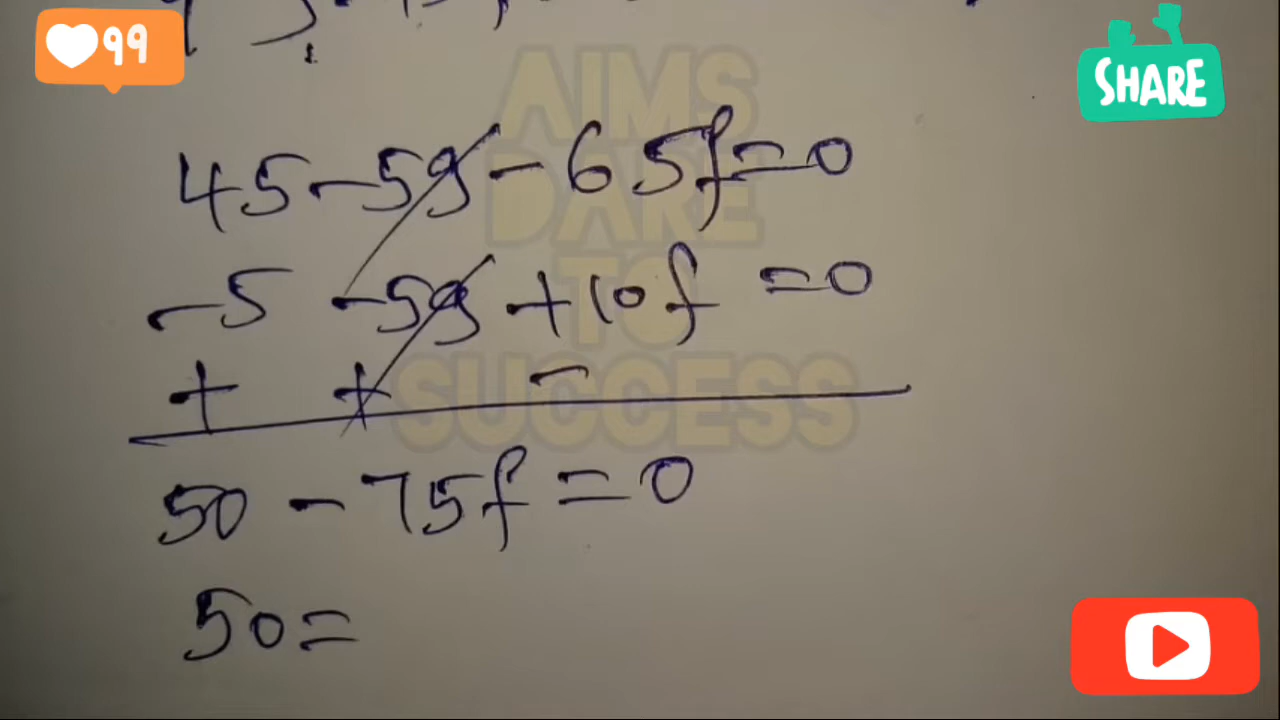 99
SHARE
AIMS
DARE
TO
SUCCESS
45-5g-65f=0
-5 -5g+10f =0
+ + -
50-75f=0
50=